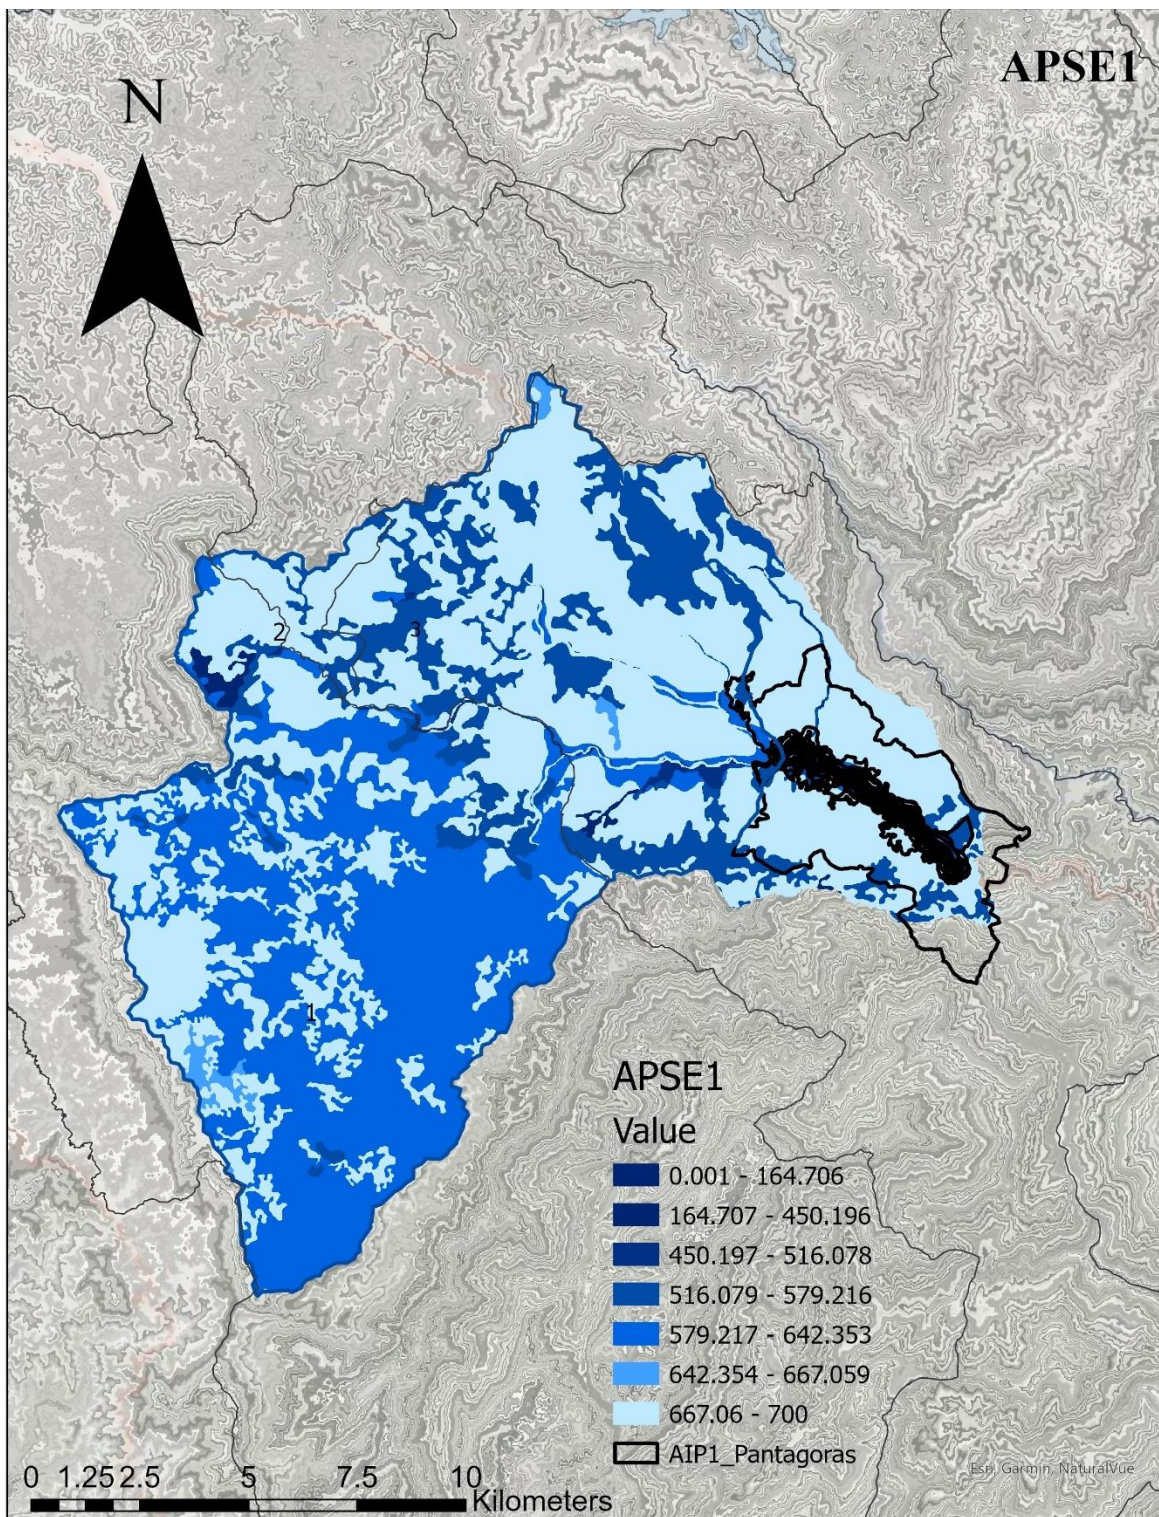 APSE1
N
2
3
1
APSE1
Value
0.001 - 164.706
164.707 - 450.196
450.197 - 516.078
516.079 - 579.216
579.217 - 642.353
642.354 - 667.059
667.06 - 700
AIP1_Pantagoras
Esri, Garmin, NaturalVue
0 1.25 2.5 5 7.5 10
Kilometers